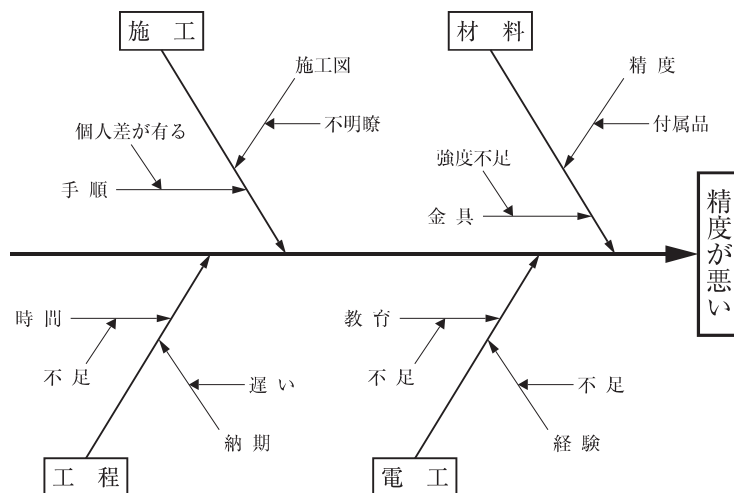 施　工
材　料
施工図
精 度
個人差が有る
不明瞭
付属品
手 順
強度不足
金 具
精度が悪い
時 間
不 足
遅 い
納 期
教 育
不 足
不 足
経 験
工　程
電　工